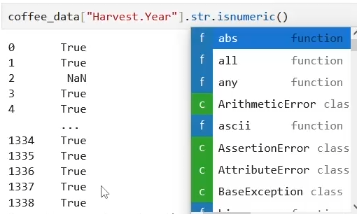 coffee_data["Harvest.Year"].str.isnumeric()
0 True
1 True
2 NaN
3 True
4 True
...
1334 True
1335 True
1336 True
1337 True
1338 True
f abs function
f all function
f any function
c ArithmeticError clas
f ascii function
c AssertionError class
c AttributeError class
c BaseException class